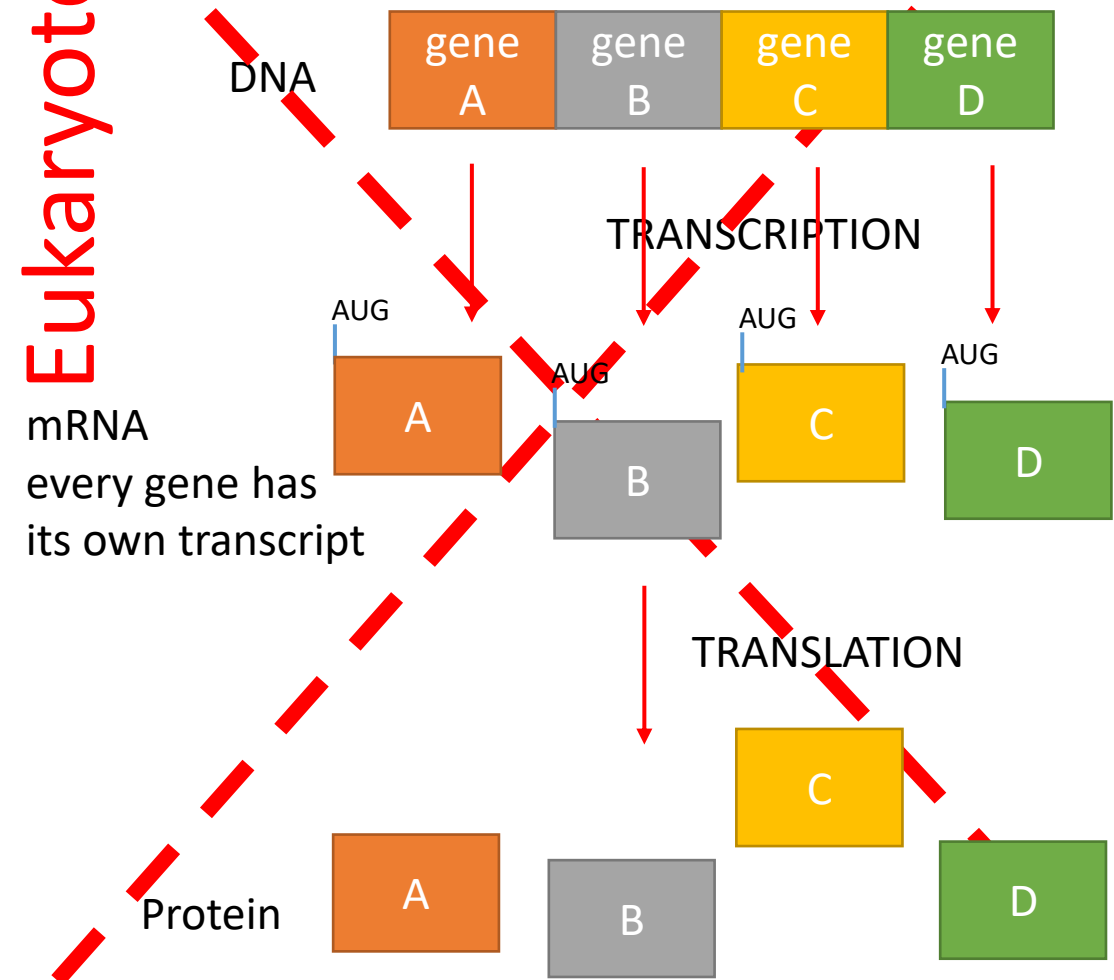 Eukaryote
DNA
gene
A
gene
B
gene
C
gene
D
TRANSCRIPTION
AUG
AUG
AUG
AUG
A
B
C
D
mRNA
every gene has
its own transcript
TRANSLATION
Protein
A
B
C
D